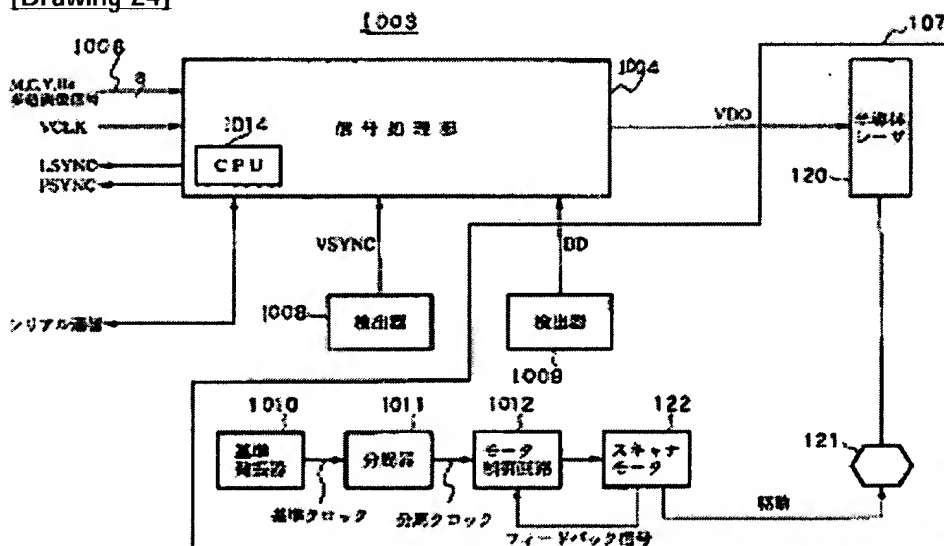 [Drawing 24]
1003
107
1006
1004
M,C,Y,Bk
多値画像信号
8
VCLK
1014
信号処理部
VDO
半導体
レーザ
LSYNC
CPU
PSYNC
120
VSYNC
BD
1008
検出器
検出器
シリアル通信
1009
1010
1011
1012
122
121
基準
発振器
分周器
モータ
制御回路
スキャナ
モータ
基準クロック
分周クロック
フィードバック信号